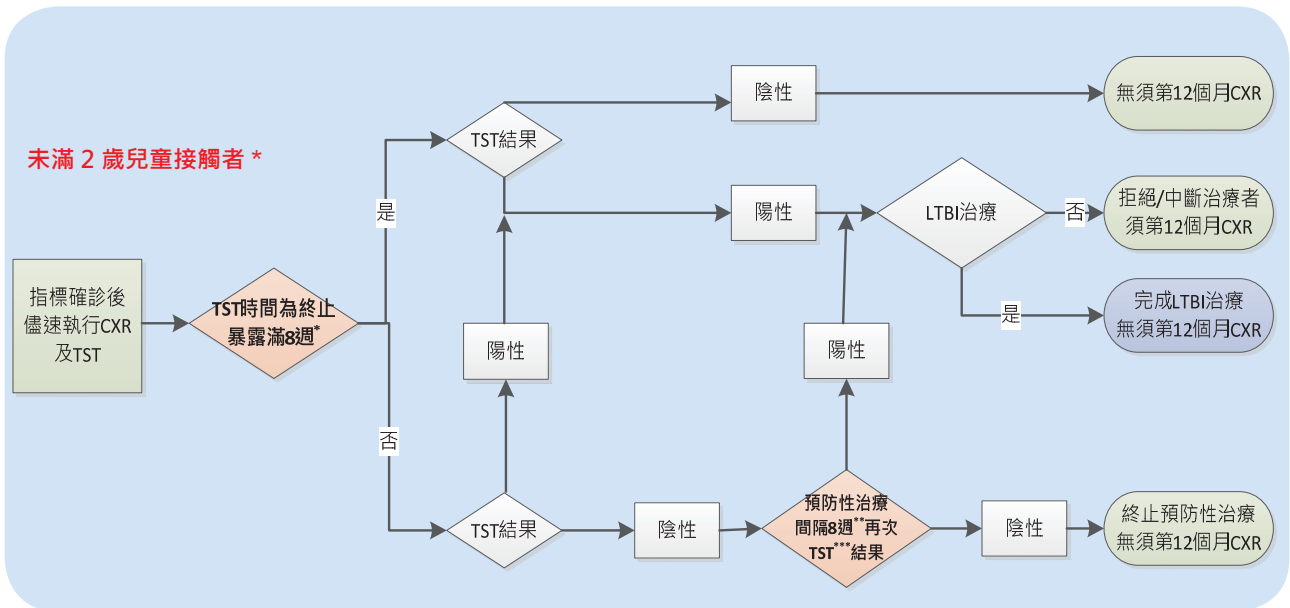 未滿 2 歲兒童接觸者 *
指標確診後
儘速執行CXR
及TST
TST時間為終止
暴露滿8週*
是
否
TST結果
陰性
無須第12個月CXR
陽性
LTBI治療
否
拒絕/中斷治療者
須第12個月CXR
是
完成LTBI治療
無須第12個月CXR
陽性
陽性
TST結果
陰性
預防性治療
間隔8週**再次
TST***結果
陰性
終止預防性治療
無須第12個月CXR